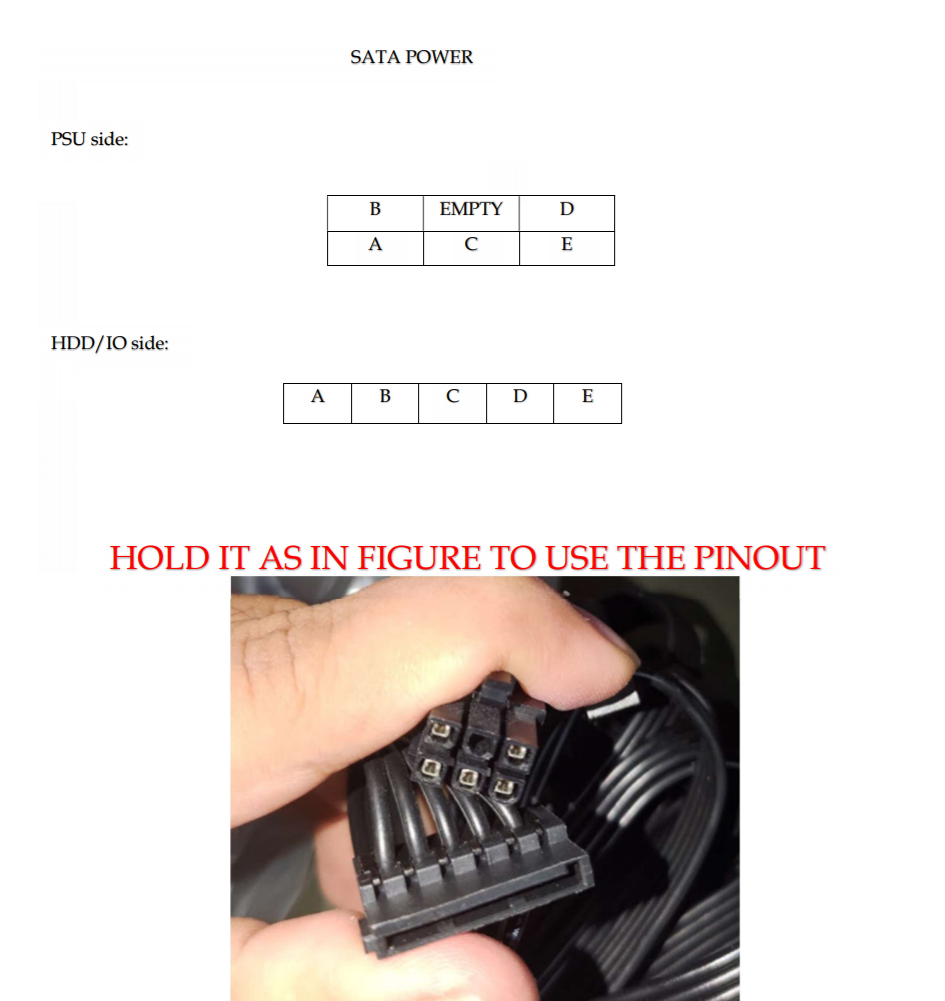 SATA POWER
PSU side:
B EMPTY D
A C E
HDD/IO side:
A B C D E
HOLD IT AS IN FIGURE TO USE THE PINOUT